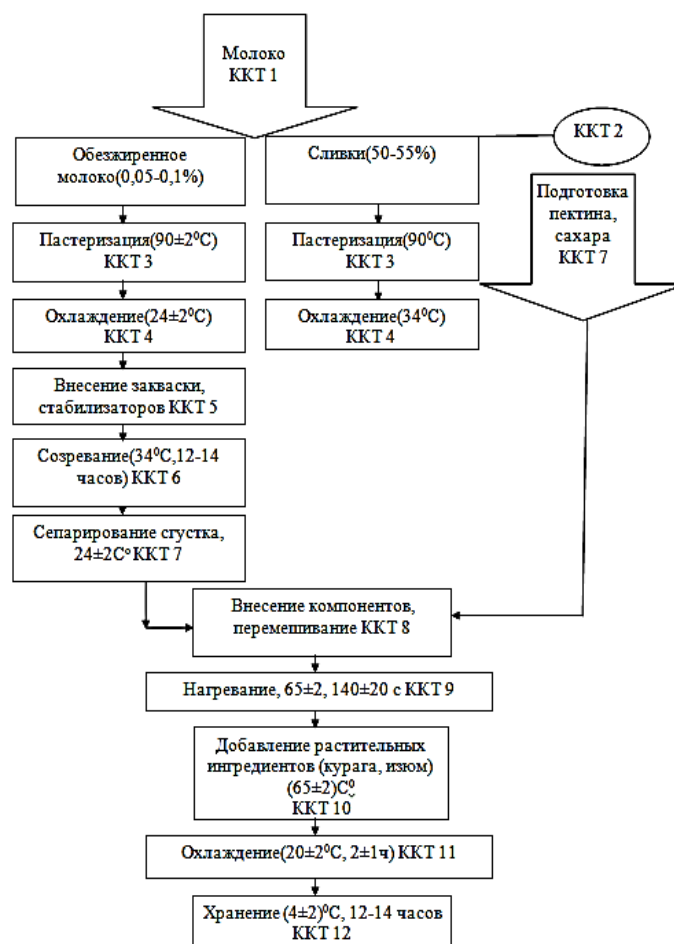 Молоко
ККТ 1
ККТ 2
Обезжиренное
молоко(0,05-0,1%)
Сливки(50-55%)
Подготовка
пектина,
сахара
ККТ 7
Пастеризация(90±2⁰С)
ККТ 3
Пастеризация(90⁰С)
ККТ 3
Охлаждение(24±2⁰С)
ККТ 4
Охлаждение(34⁰С)
ККТ 4
Внесение закваски,
стабилизаторов ККТ 5
Созревание(34⁰С,12-14
часов) ККТ 6
Сепарирование сгустка,
24±2С° ККТ 7
Внесение компонентов,
перемешивание ККТ 8
Нагревание, 65±2, 140±20 с ККТ 9
Добавление растительных
ингредиентов (курага, изюм)
(65±2)С⁰
ККТ 10
Охлаждение(20±2⁰С, 2±1ч) ККТ 11
Хранение (4±2)⁰С, 12-14 часов
ККТ 12